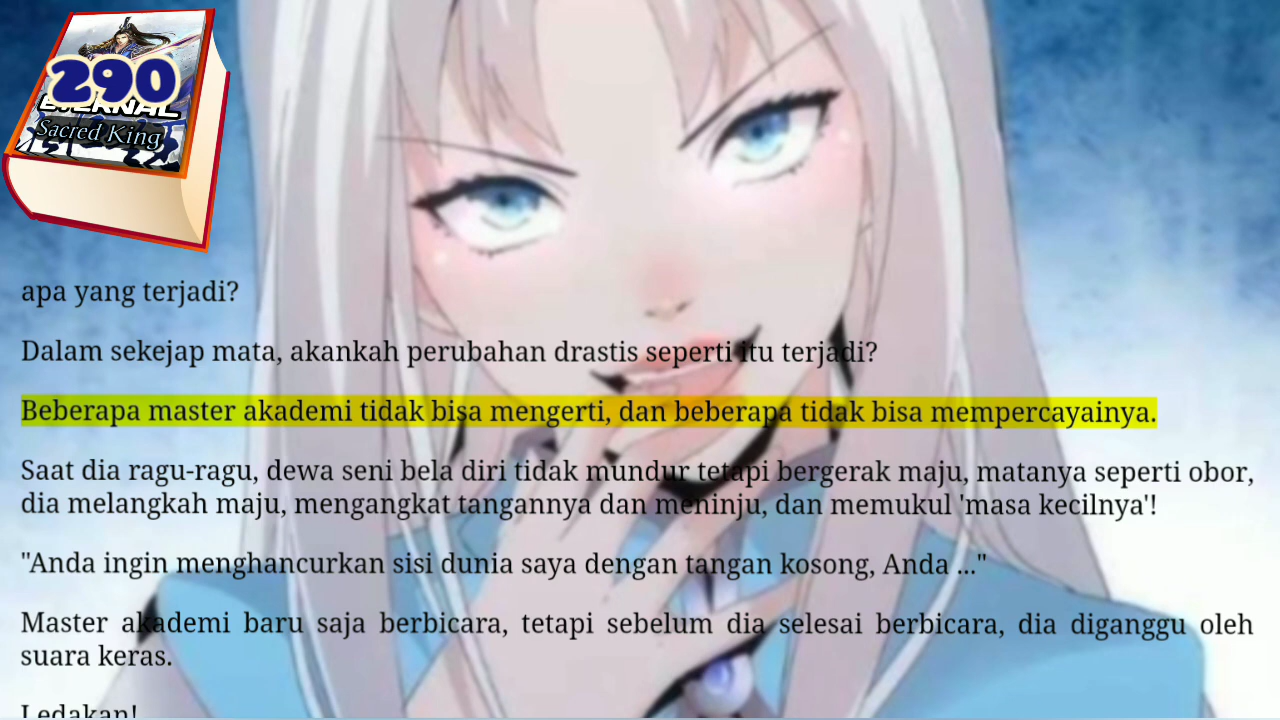 290
ETERNAL
Sacred King
apa yang terjadi?
Dalam sekejap mata, akankah perubahan drastis seperti itu terjadi?
Beberapa master akademi tidak bisa mengerti, dan beberapa tidak bisa mempercayainya.
Saat dia ragu-ragu, dewa seni bela diri tidak mundur tetapi bergerak maju, matanya seperti obor,
dia melangkah maju, mengangkat tangannya dan meninju, dan memukul 'masa kecilnya'!
"Anda ingin menghancurkan sisi dunia saya dengan tangan kosong, Anda ..."
Master akademi baru saja berbicara, tetapi sebelum dia selesai berbicara, dia diganggu oleh
suara keras.
Ledakan!